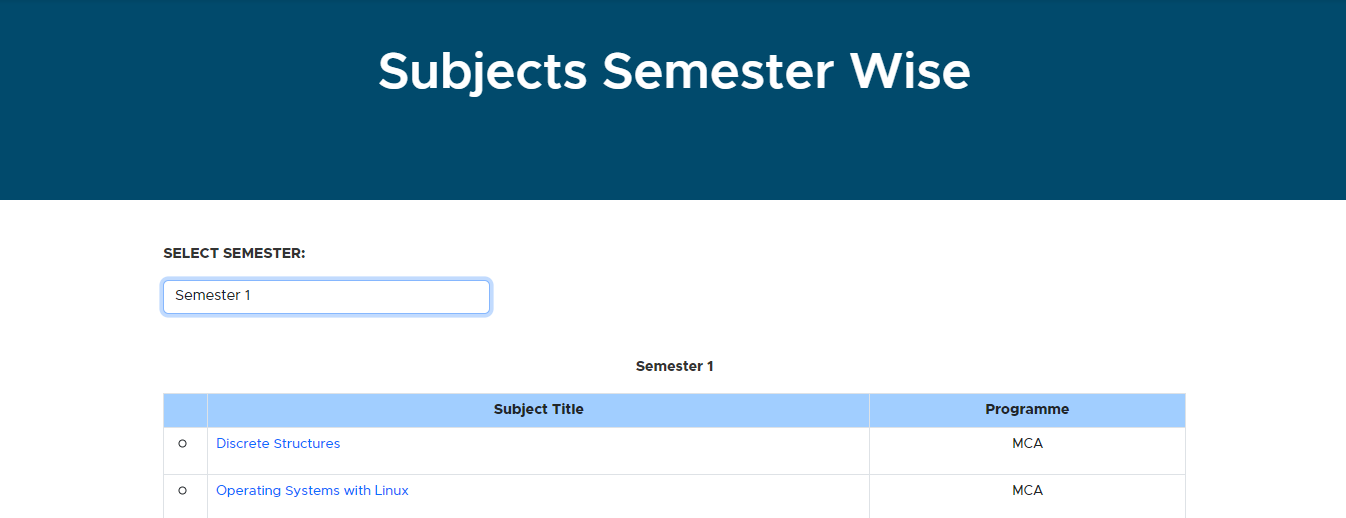 Subjects Semester Wise
SELECT SEMESTER:
Semester 1
Semester 1
Subject Title Programme
Discrete Structures MCA
Operating Systems with Linux MCA